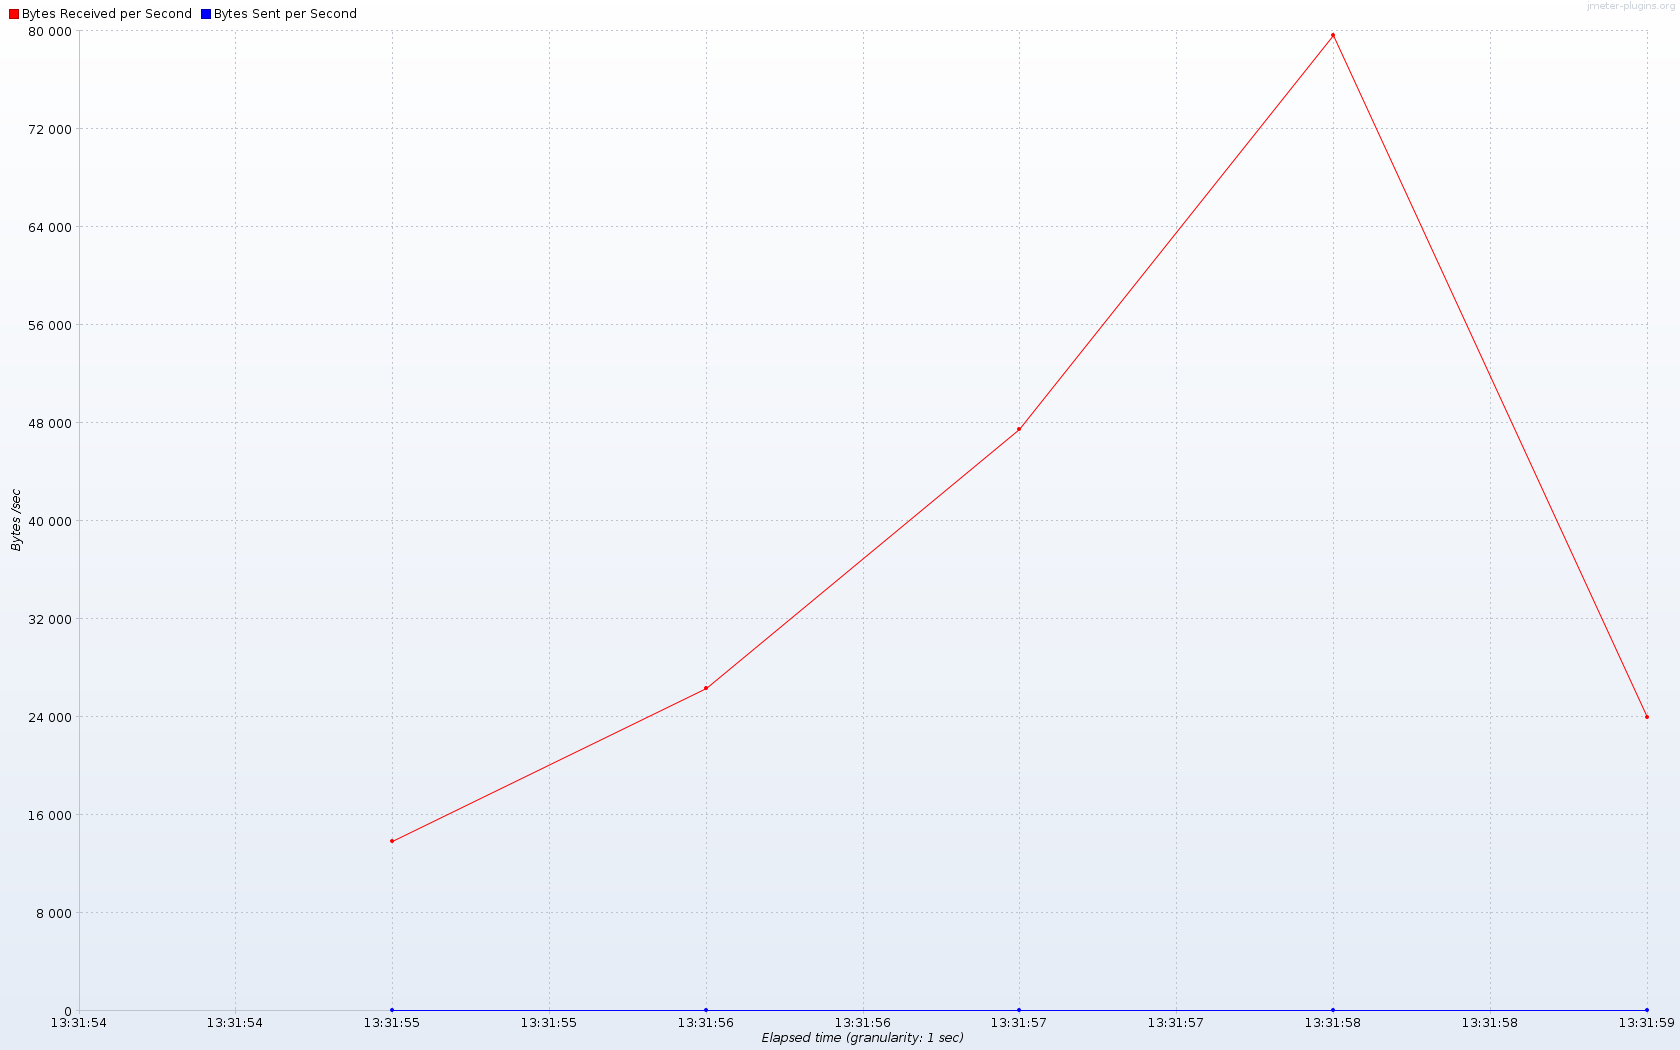 jmeter-plugins.org
Bytes Received per Second Bytes Sent per Second
80 000
72 000
64 000
56 000
48 000
40 000
32 000
24 000
16 000
8 000
0
Bytes /sec
13:31:54 13:31:54 13:31:55 13:31:55 13:31:56 13:31:56 13:31:57 13:31:57 13:31:58 13:31:58 13:31:59
Elapsed time (granularity: 1 sec)